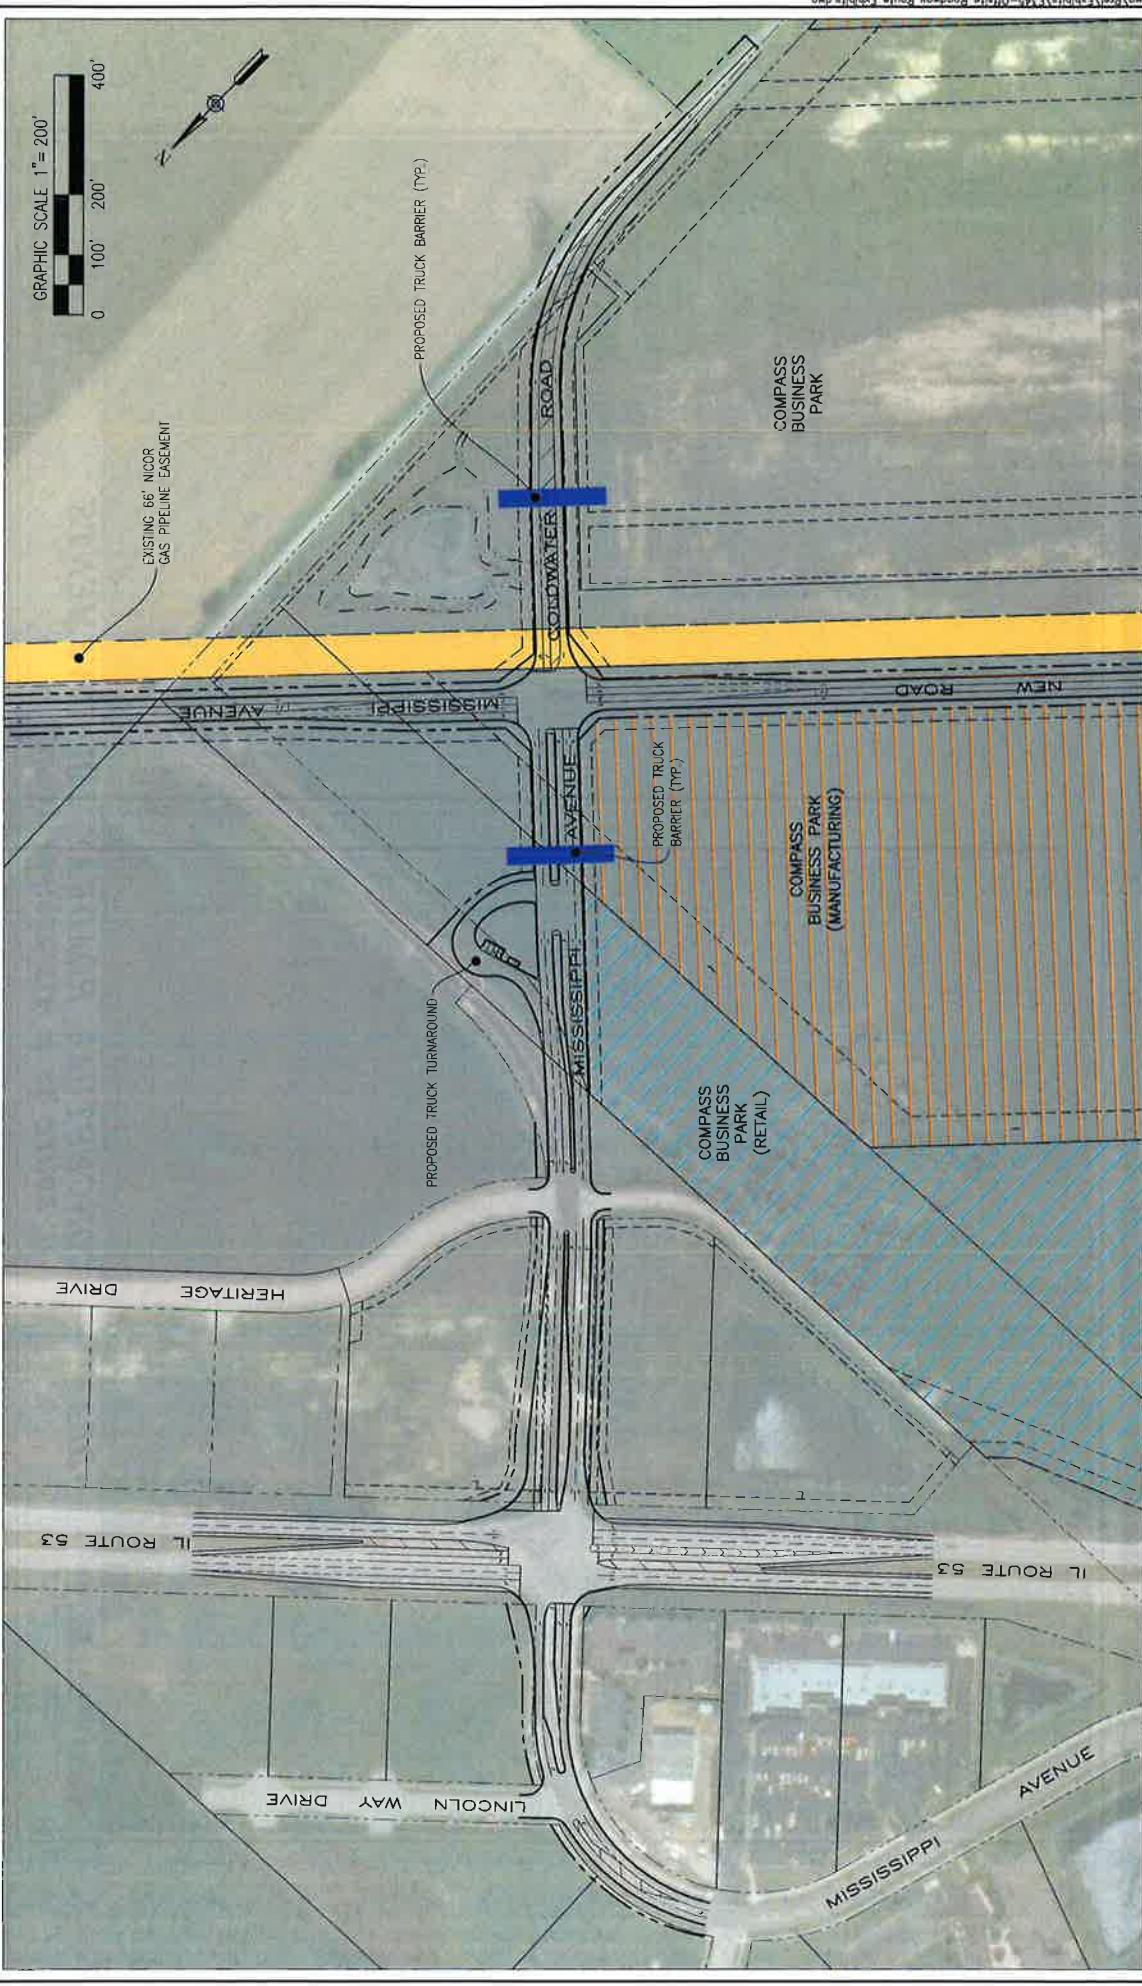 GRAPHIC SCALE 1"= 200'
0 100' 200' 400'
N
EXISTING 66' NICOR
GAS PIPELINE EASEMENT
PROPOSED TRUCK BARRIER (TYP.)
COLDWATER ROAD
COMPASS
BUSINESS
PARK
MISSISSIPPI AVENUE
NEW ROAD
MISSISSIPPI AVENUE
PROPOSED TRUCK
BARRIER (TYP.)
COMPASS
BUSINESS PARK
(MANUFACTURING)
PROPOSED TRUCK TURNAROUND
COMPASS
BUSINESS
PARK
(RETAIL)
HERITAGE DRIVE
IL ROUTE 53
IL ROUTE 53
LINCOLN WAY DRIVE
MISSISSIPPI AVENUE